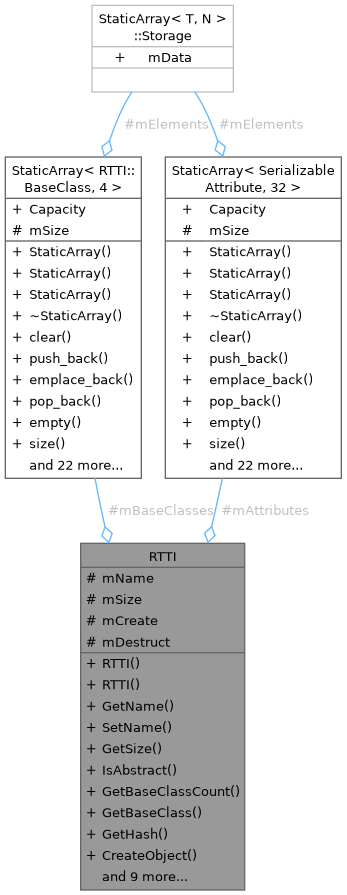 StaticArray< T, N >
::Storage
+ mData
#mElements
#mElements
StaticArray< RTTI::
BaseClass, 4 >
+ Capacity
# mSize
+ StaticArray()
+ StaticArray()
+ StaticArray()
+ ~StaticArray()
+ clear()
+ push_back()
+ emplace_back()
+ pop_back()
+ empty()
+ size()
and 22 more...
StaticArray< Serializable
Attribute, 32 >
+ Capacity
# mSize
+ StaticArray()
+ StaticArray()
+ StaticArray()
+ ~StaticArray()
+ clear()
+ push_back()
+ emplace_back()
+ pop_back()
+ empty()
+ size()
and 22 more...
#mBaseClasses
#mAttributes
RTTI
# mName
# mSize
# mCreate
# mDestruct
+ RTTI()
+ RTTI()
+ GetName()
+ SetName()
+ GetSize()
+ IsAbstract()
+ GetBaseClassCount()
+ GetBaseClass()
+ GetHash()
+ CreateObject()
and 9 more...